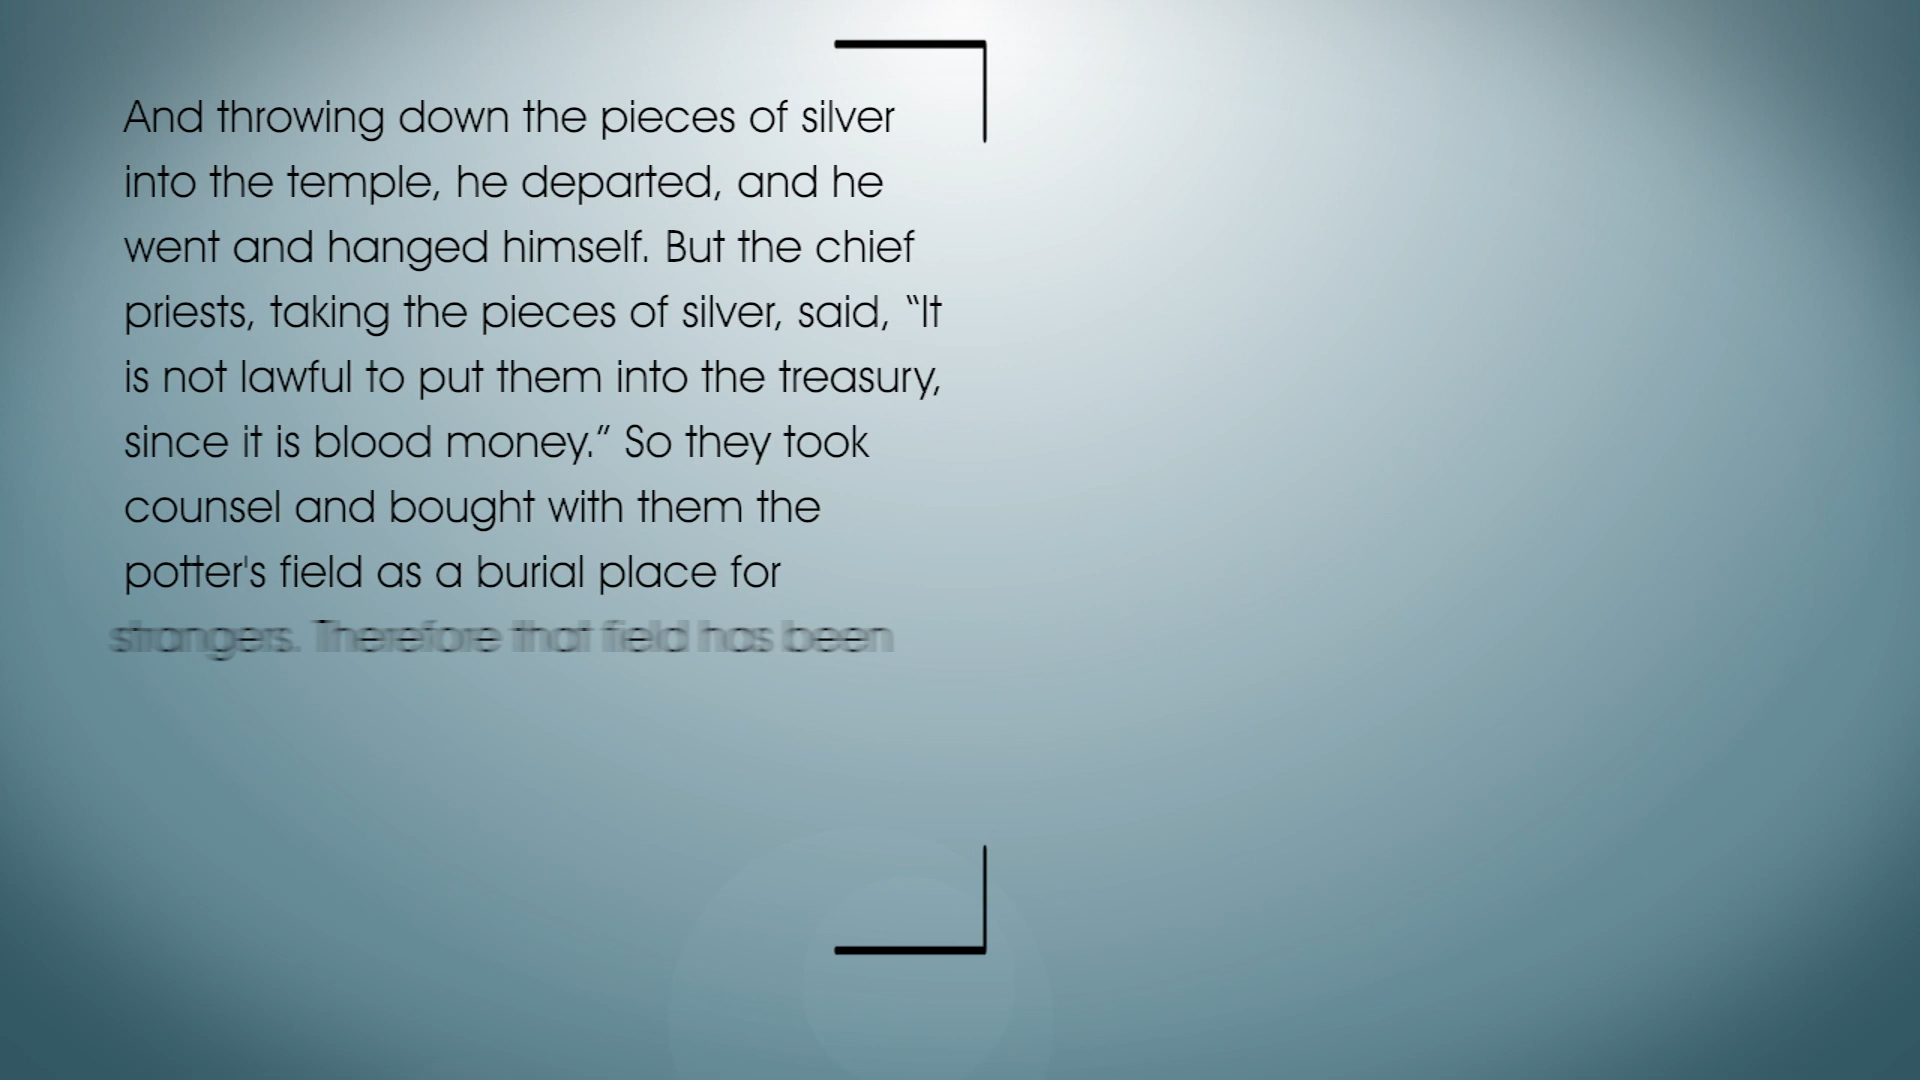 And throwing down the pieces of silver
into the temple, he departed, and he
went and hanged himself. But the chief
priests, taking the pieces of silver, said, “It
is not lawful to put them into the treasury,
since it is blood money.” So they took
counsel and bought with them the
potter's field as a burial place for
strangers. Therefore that field has been